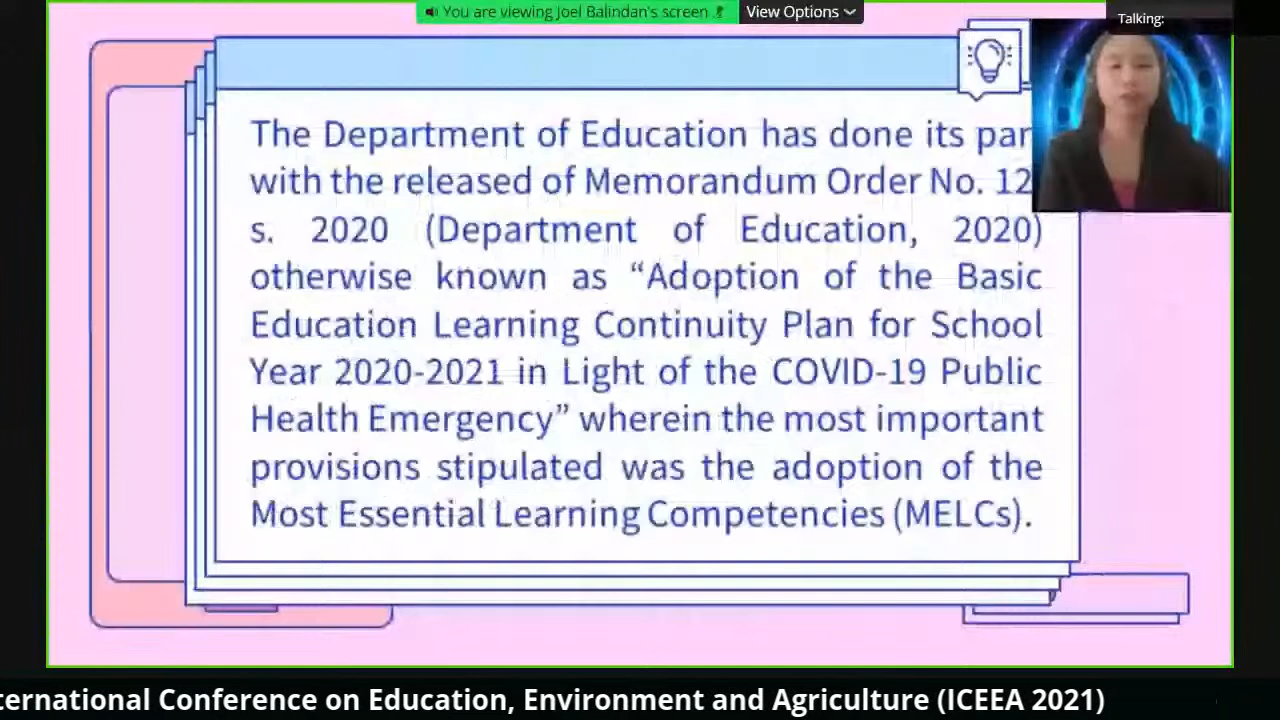 You are viewing Joel Balindan's screen
View Options
Talking:
The Department of Education has done its par
with the released of Memorandum Order No. 12
s. 2020 (Department of Education, 2020)
otherwise known as “Adoption of the Basic
Education Learning Continuity Plan for School
Year 2020-2021 in Light of the COVID-19 Public
Health Emergency” wherein the most important
provisions stipulated was the adoption of the
Most Essential Learning Competencies (MELCs).
ternational Conference on Education, Environment and Agriculture (ICEEA 2021)